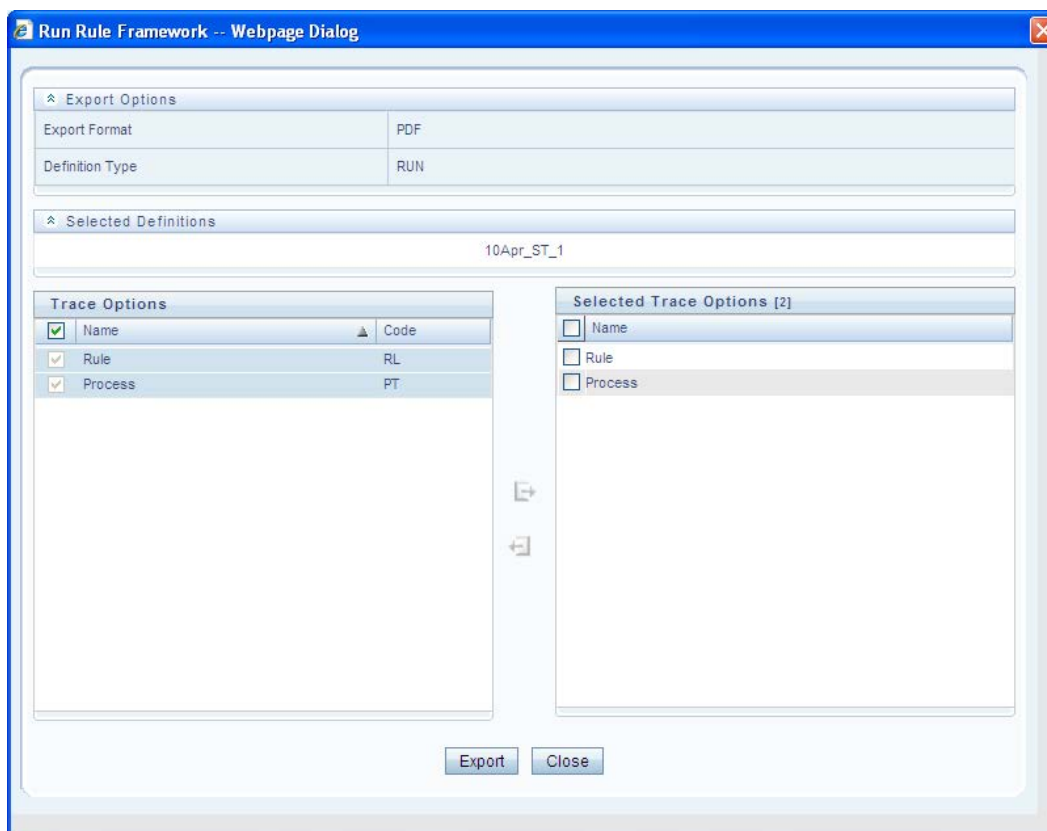 Run Rule Framework -- Webpage Dialog
Export Options
Export Format PDF
Definition Type RUN
Selected Definitions
10Apr_ST_1
Trace Options
Name Code
Rule RL
Process PT
Selected Trace Options [2]
Name
Rule
Process
Export Close